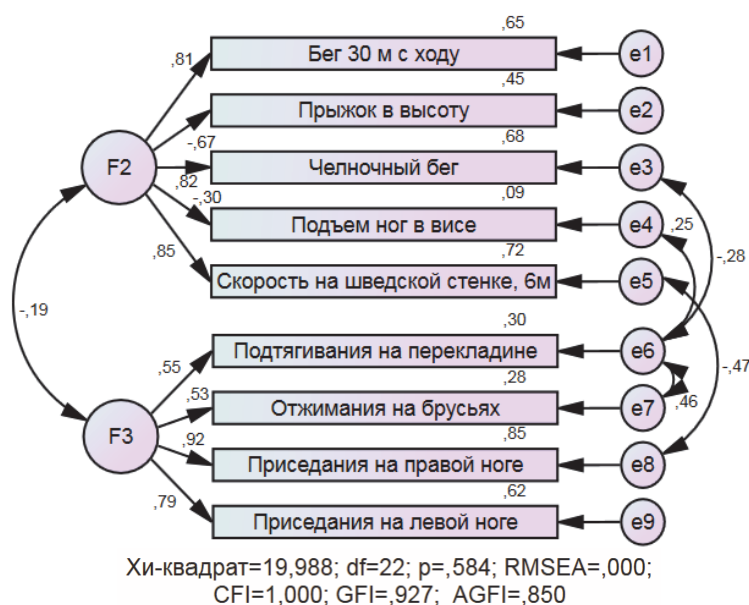 ,65
Бег 30 м с ходу
e1
,81
,45
Прыжок в высоту
e2
-,67
,68
F2
Челночный бег
e3
,82
-,30
,09
Подъем ног в висе
e4
,25
-,28
,85
,72
Скорость на шведской стенке, 6м
e5
-,19
,30
Подтягивания на перекладине
e6
,55
-,47
,28
,53
Отжимания на брусьях
e7
,46
F3
,92
,85
Приседания на правой ноге
e8
,79
,62
Приседания на левой ноге
e9
Хи-квадрат=19,988; df=22; p=,584; RMSEA=,000;
CFI=1,000; GFI=,927; AGFI=,850